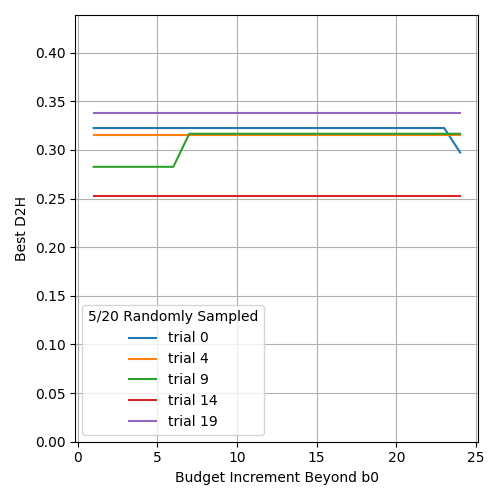 0.40
0.35
0.30
0.25
0.20
0.15
0.10
0.05
0.00
Best D2H
5/20 Randomly Sampled
trial 0
trial 4
trial 9
trial 14
trial 19
0 5 10 15 20 25
Budget Increment Beyond b0